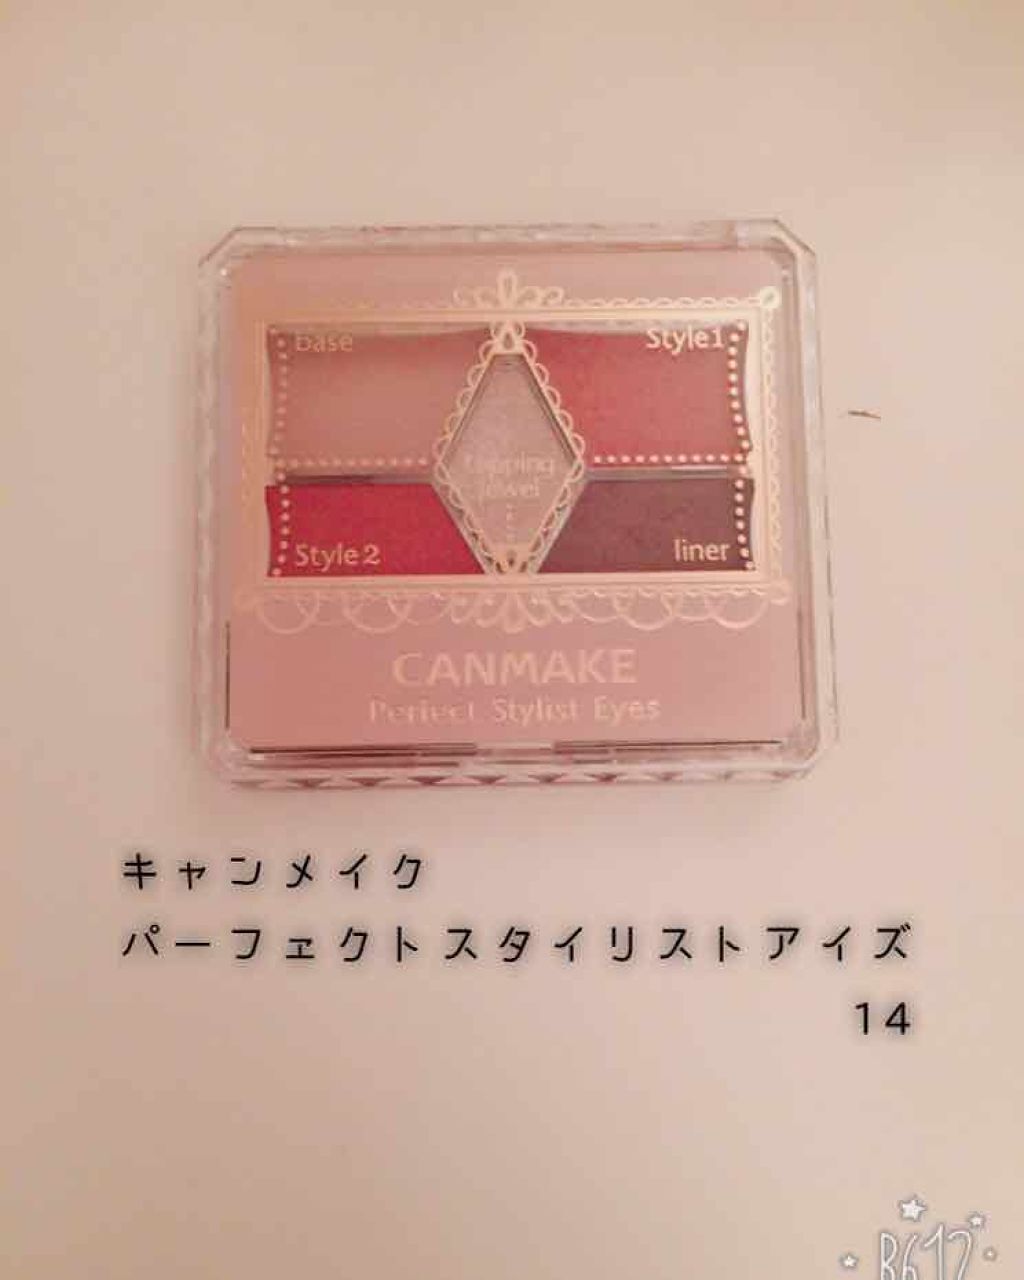 base
Style1
Topping
jewel
Style2
liner
CANMAKE
Perfect Stylist Eyes
キャンメイク
パーフェクトスタイリストアイズ
14
B612